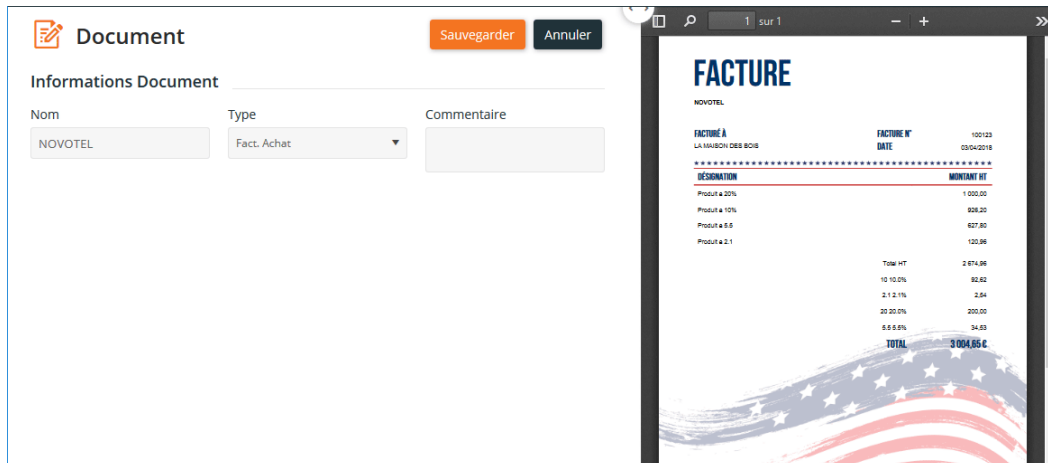 Document
Sauvegarder
Annuler
Informations Document
Nom
Type
Commentaire
NOVOTEL
Fact. Achat
1 sur 1
FACTURE
NOVOTEL
FACTURÉ À
FACTURE N° 100123
LA MAISON DES BOIS
DATE 03/04/2018
DÉSIGNATION MONTANT HT
Produit a 20% 1 000,00
Produit a 10% 926,20
Produit a 5.5 627,80
Produit a 2.1 120,96
Total HT 2 674,96
10 10.0% 92,62
2.1 2.1% 2,54
20 20.0% 200,00
5.5 5.5% 34,53
TOTAL 3 004,65 €